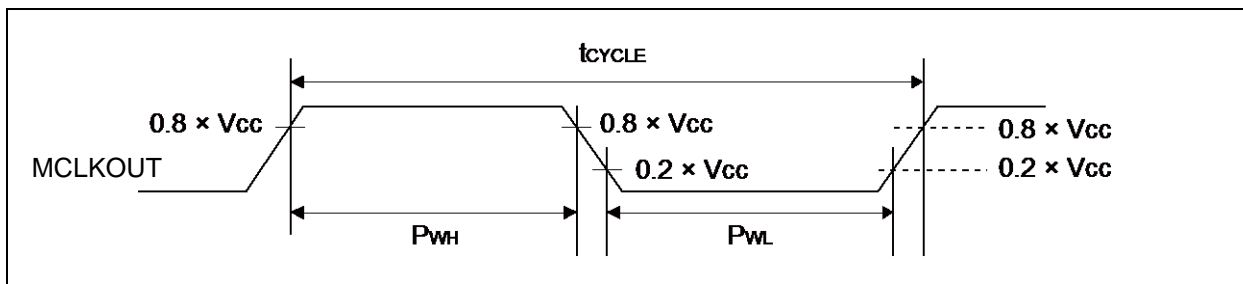 tCYCLE
0.8 × Vcc
0.8 × Vcc
0.8 × Vcc
MCLKOUT
0.2 × Vcc
0.2 × Vcc
PWH
PWL